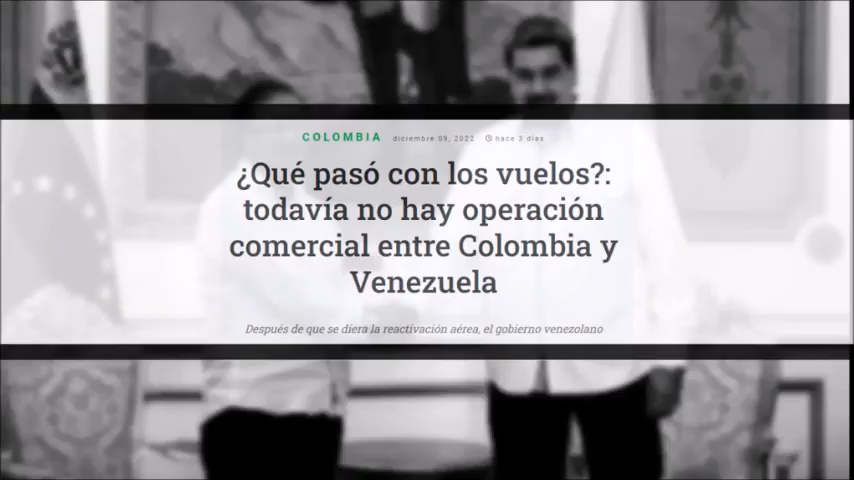 COLOMBIA diciembre 09, 2022 hace 3 días
¿Qué pasó con los vuelos?:
todavía no hay operación
comercial entre Colombia y
Venezuela
Después de que se diera la reactivación aérea, el gobierno venezolano